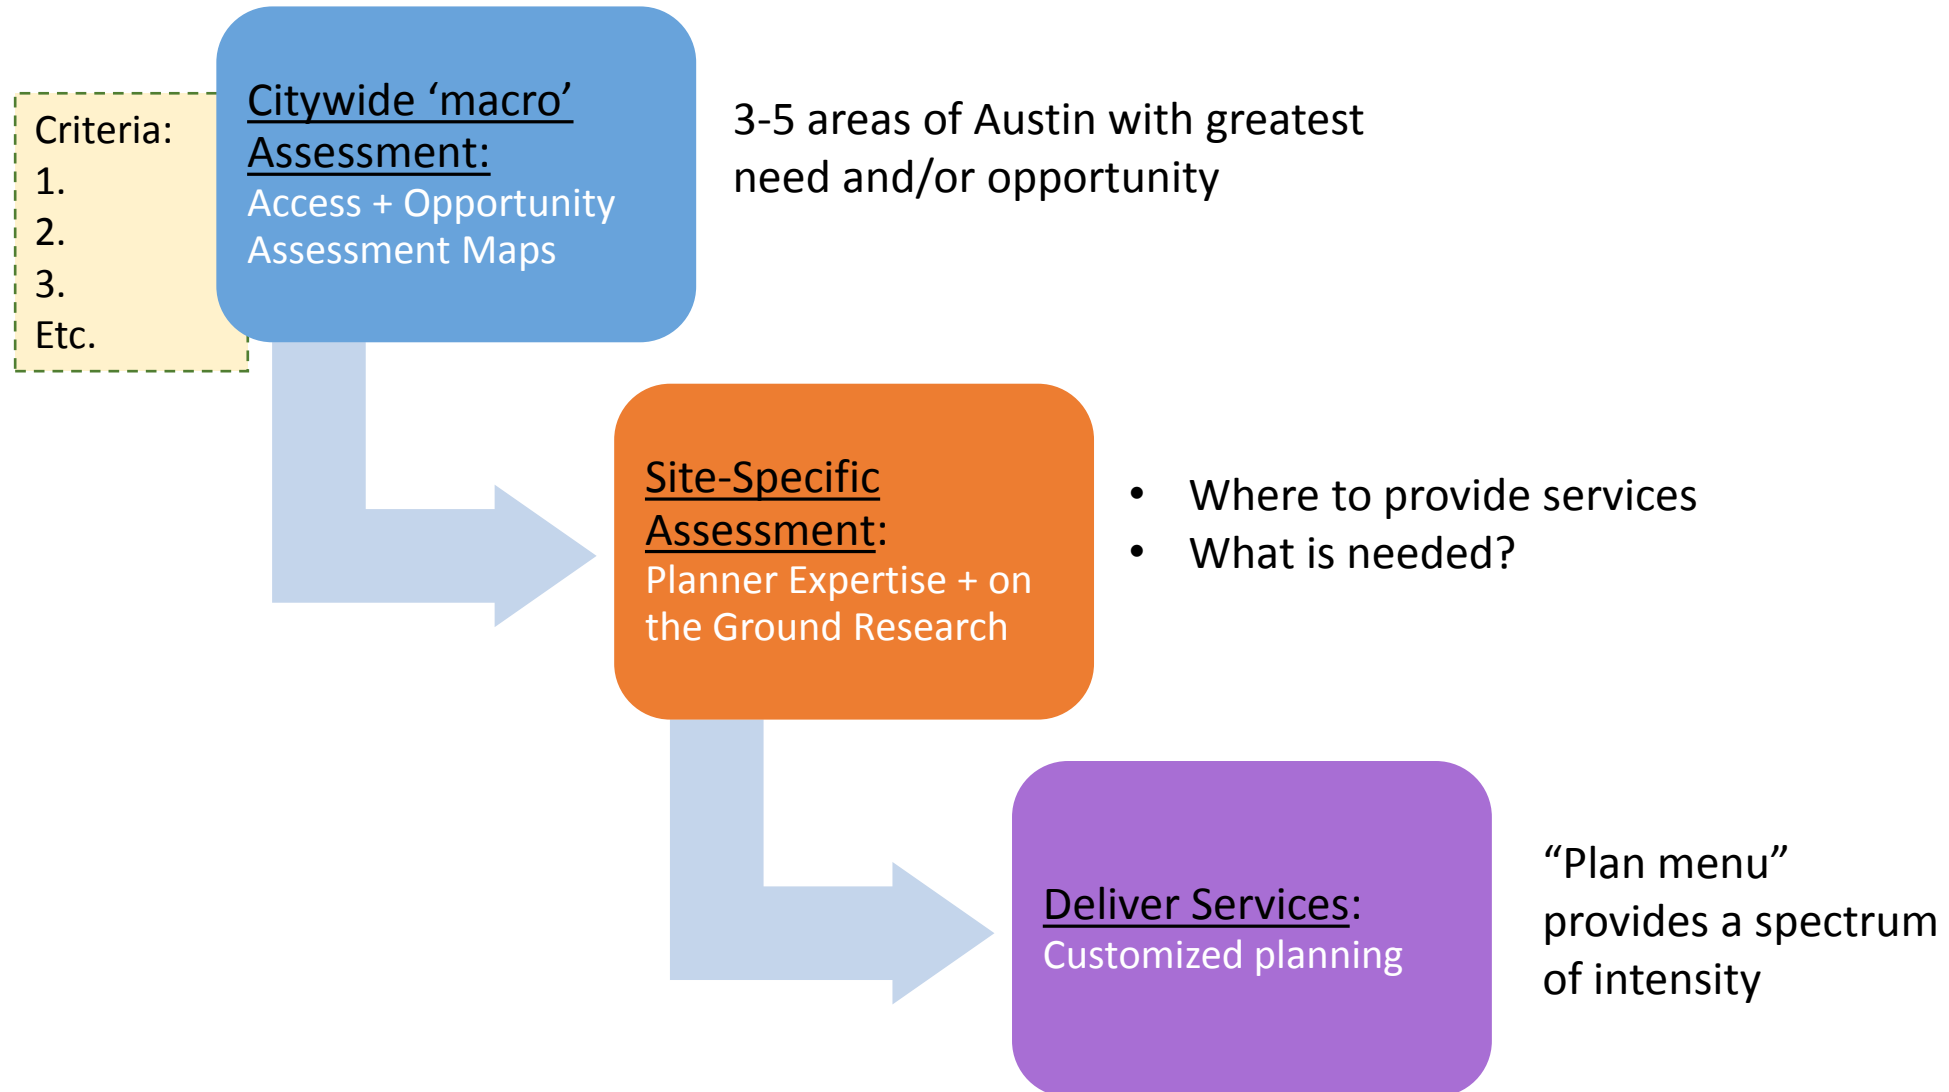 Criteria:
1.
2.
3.
Etc.
Citywide ‘macro’
Assessment:
Access + Opportunity
Assessment Maps
3-5 areas of Austin with greatest
need and/or opportunity
Site-Specific
Assessment:
Planner Expertise + on
the Ground Research
• Where to provide services
• What is needed?
Deliver Services:
Customized planning
“Plan menu”
provides a spectrum
of intensity